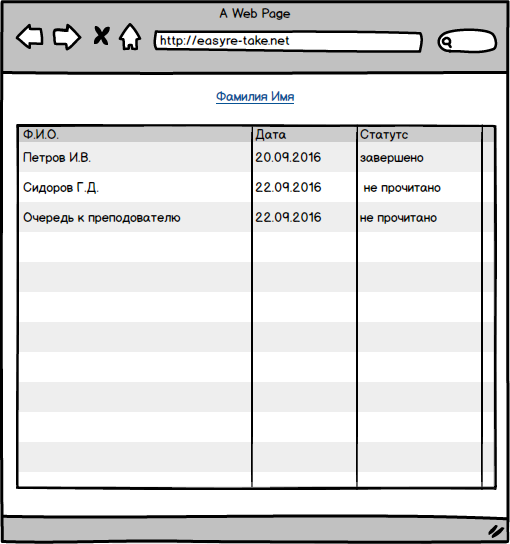 A Web Page
http://easyre-take.net
Фамилия Имя
Ф.И.О. Дата Статутс
Петров И.В. 20.09.2016 завершено
Сидоров Г.Д. 22.09.2016 не прочитано
Очередь к преподователю 22.09.2016 не прочитано